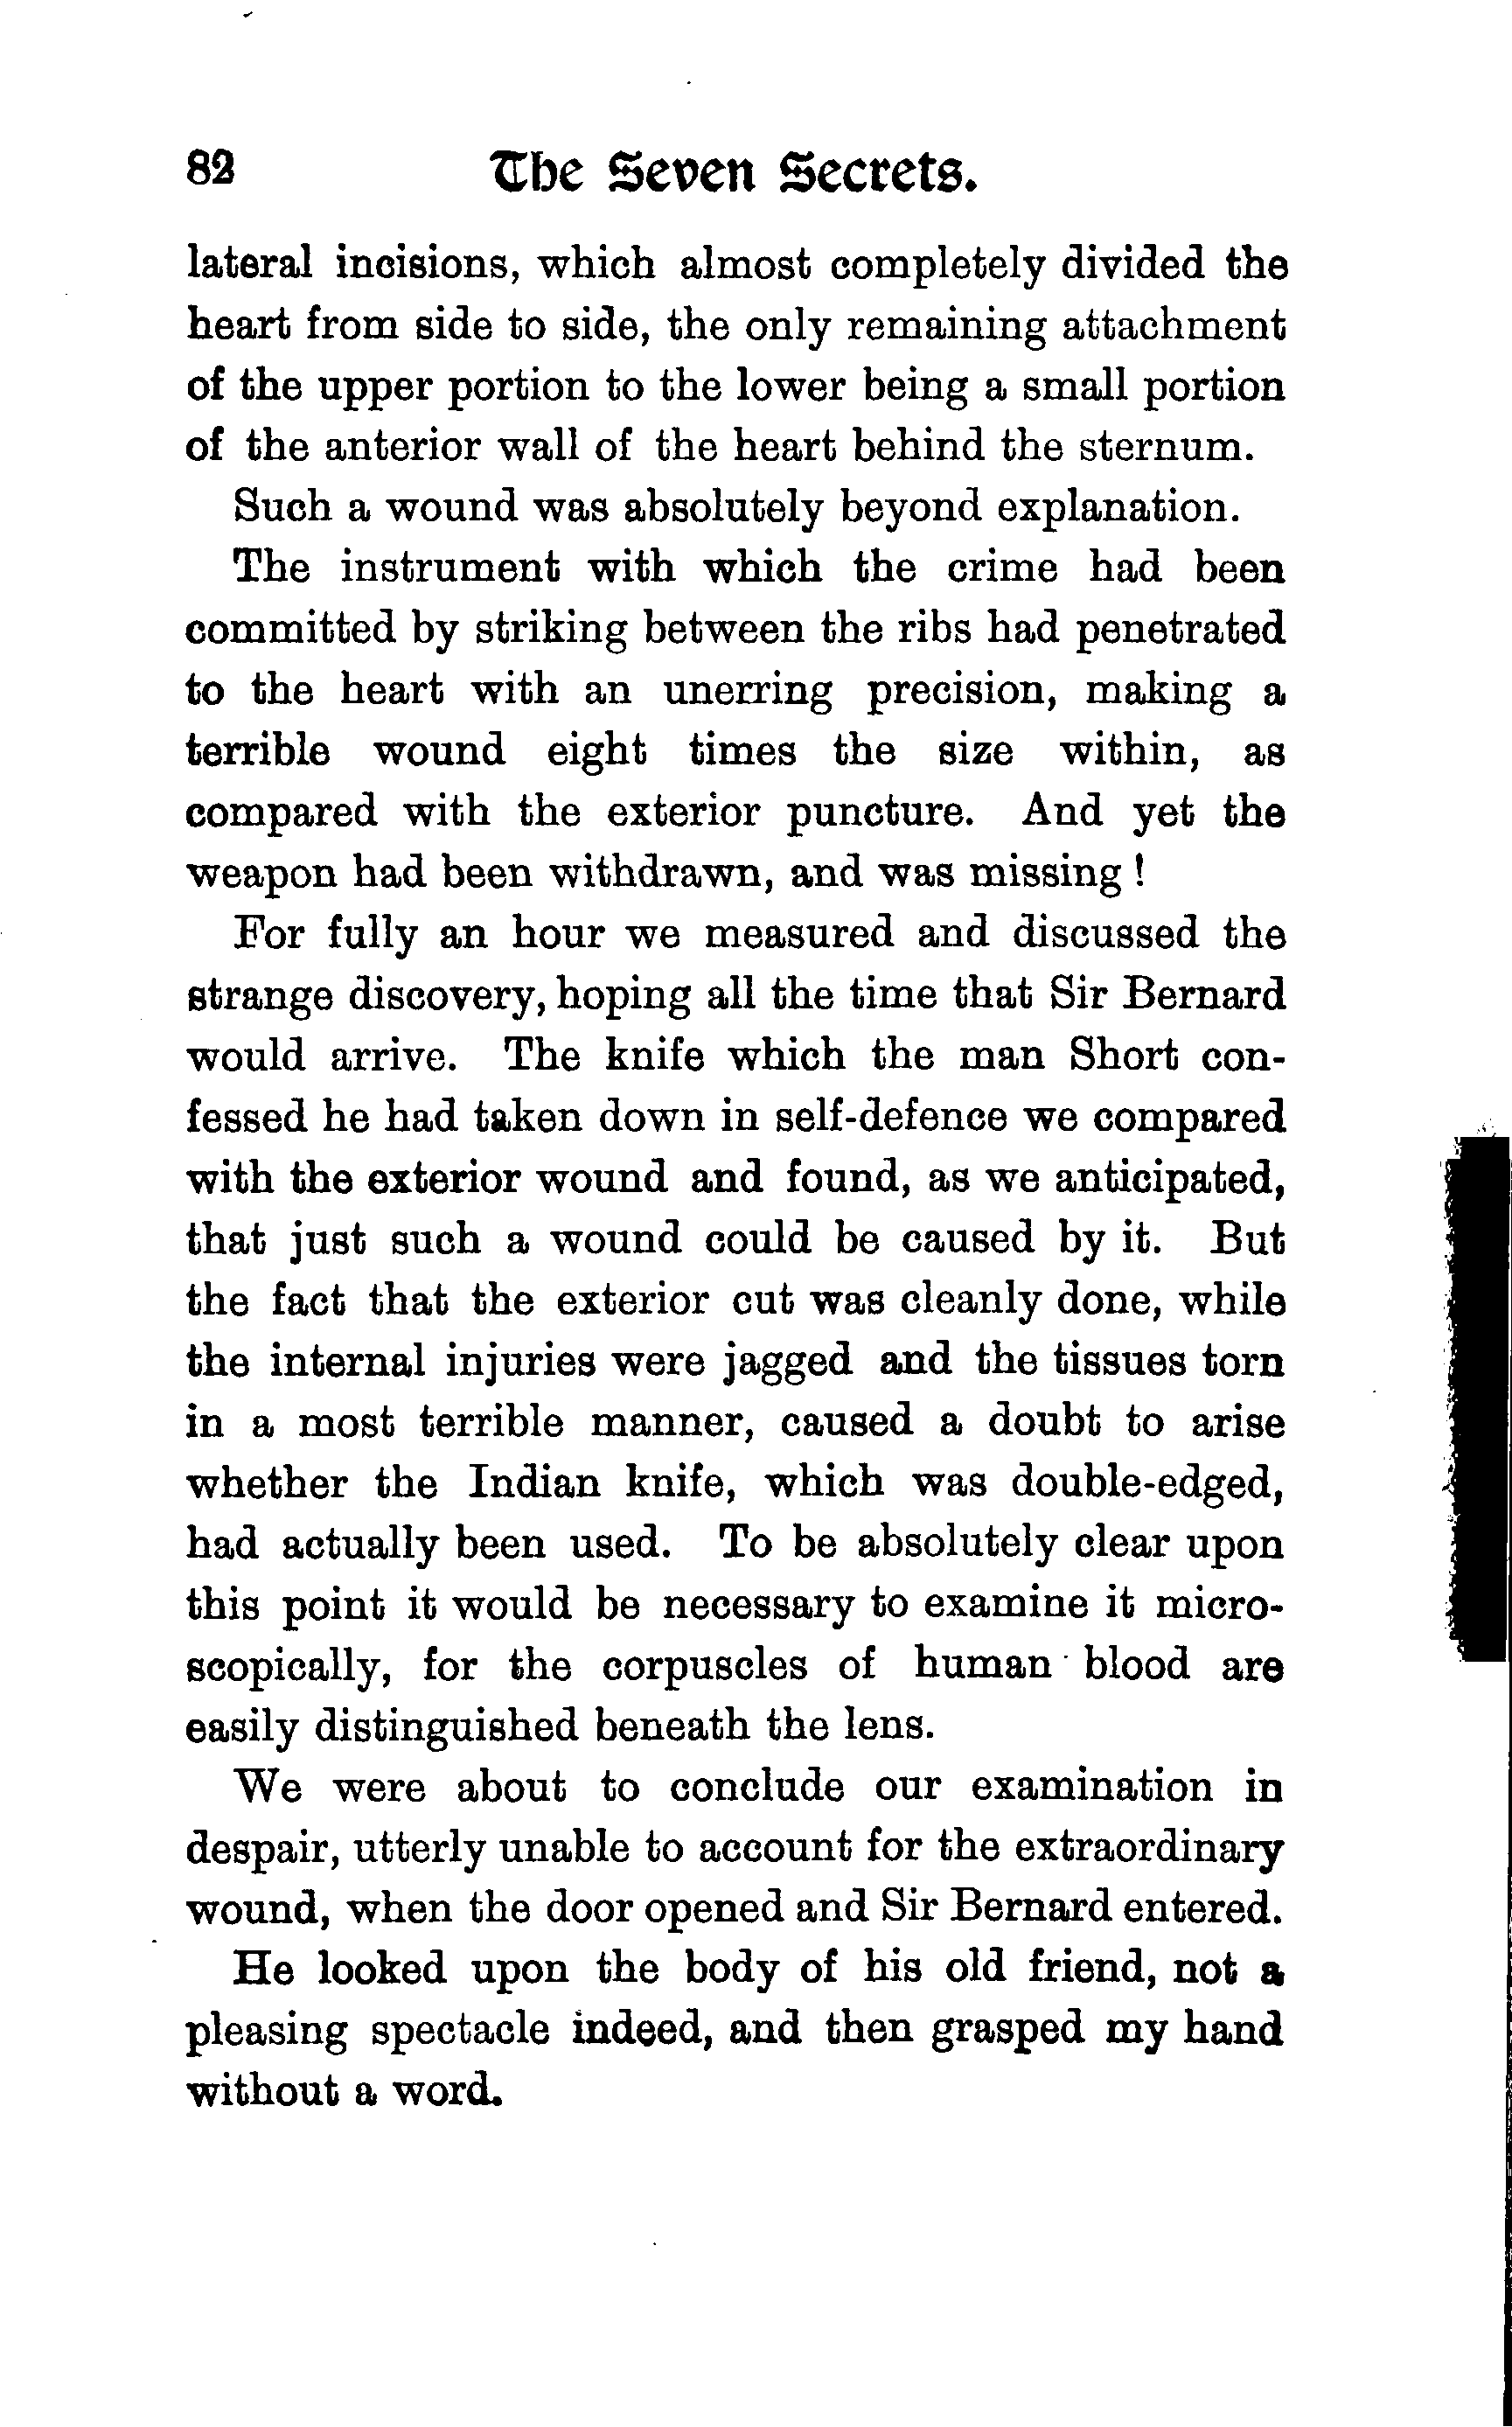 82 The Seven Secrets.
lateral incisions, which almost completely divided the
heart from side to side, the only remaining attachment
of the upper portion to the lower being a small portion
of the anterior wall of the heart behind the sternum.
Such a wound was absolutely beyond explanation.
The instrument with which the crime had been
committed by striking between the ribs had penetrated
to the heart with an unerring precision, making a
terrible wound eight times the size within, as
compared with the exterior puncture. And yet the
weapon had been withdrawn, and was missing !
For fully an hour we measured and discussed the
strange discovery, hoping all the time that Sir Bernard
would arrive. The knife which the man Short con-
fessed he had taken down in self-defence we compared
with the exterior wound and found, as we anticipated,
that just such a wound could be caused by it. But
the fact that the exterior cut was cleanly done, while
the internal injuries were jagged and the tissues torn
in a most terrible manner, caused a doubt to arise
whether the Indian knife, which was double-edged,
had actually been used. To be absolutely clear upon
this point it would be necessary to examine it micro-
scopically, for the corpuscles of human blood are
easily distinguished beneath the lens.
We were about to conclude our examination in
despair, utterly unable to account for the extraordinary
wound, when the door opened and Sir Bernard entered.
He looked upon the body of his old friend, not a
pleasing spectacle indeed, and then grasped my hand
without a word.